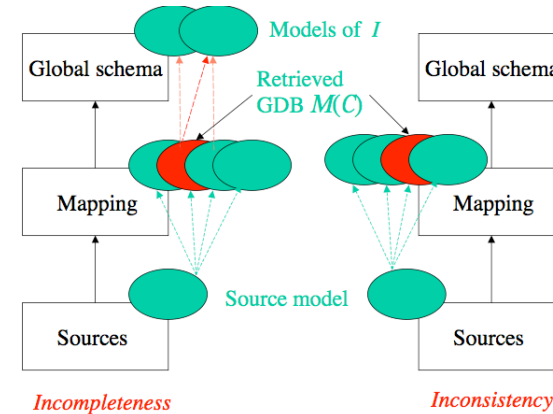 Models of I
Global schema
Global schema
Retrieved
GDB M(C)
Mapping
Mapping
Source model
Sources
Sources
Incompleteness
Inconsistency